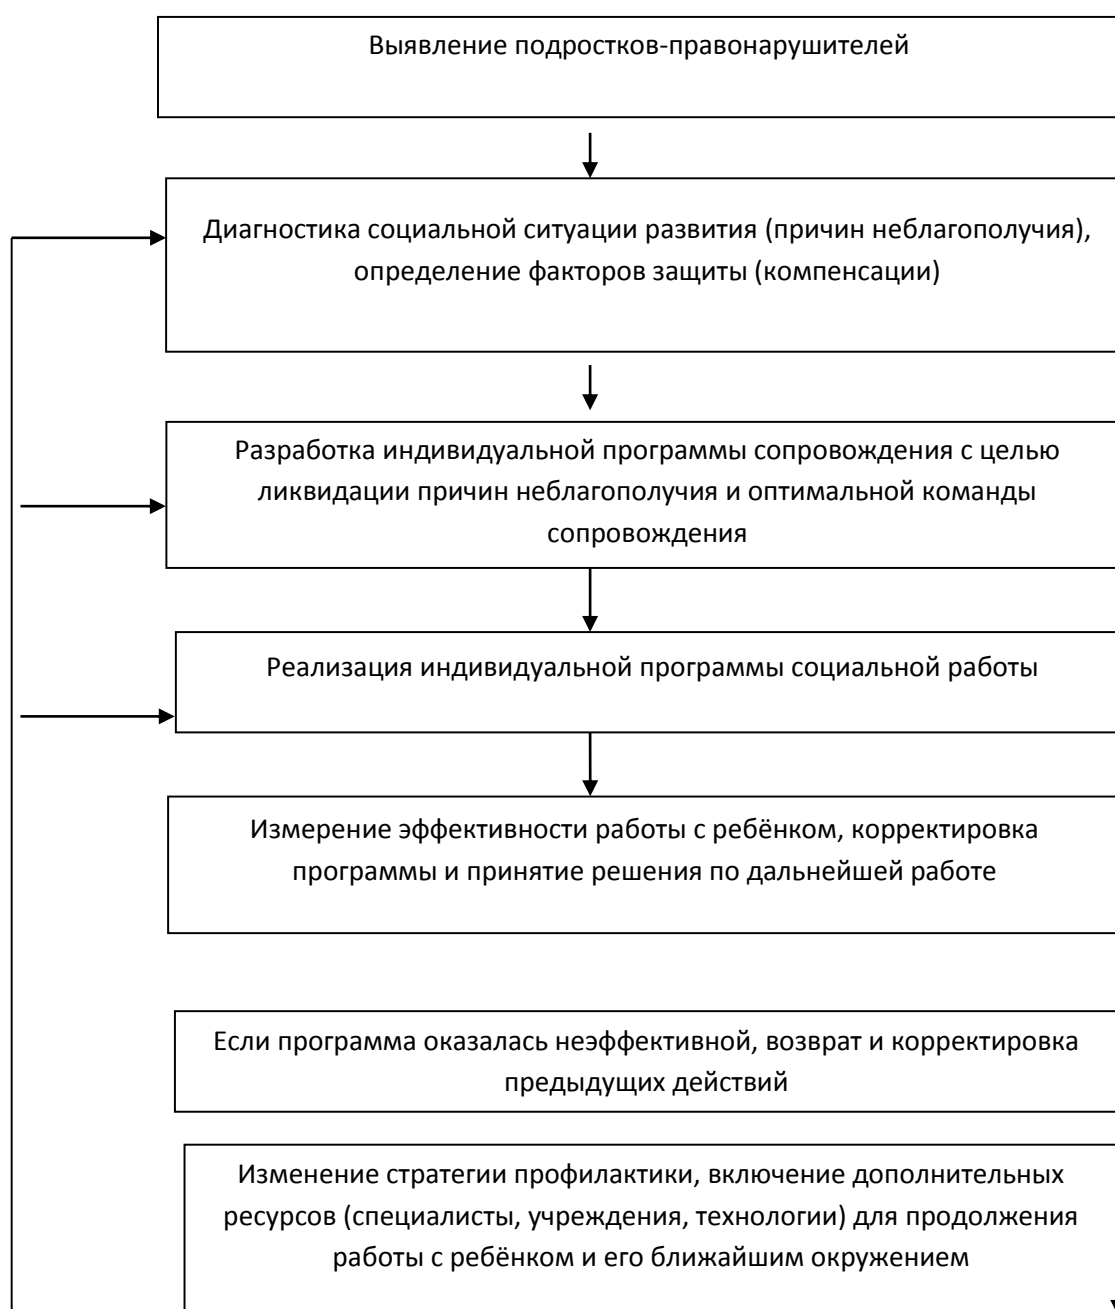 Выявление подростков-правонарушителей
Диагностика социальной ситуации развития (причин неблагополучия),
определение факторов защиты (компенсации)
Разработка индивидуальной программы сопровождения с целью
ликвидации причин неблагополучия и оптимальной команды
сопровождения
Реализация индивидуальной программы социальной работы
Измерение эффективности работы с ребёнком, корректировка
программы и принятие решения по дальнейшей работе
Если программа оказалась неэффективной, возврат и корректировка
предыдущих действий
Изменение стратегии профилактики, включение дополнительных
ресурсов (специалисты, учреждения, технологии) для продолжения
работы с ребёнком и его ближайшим окружением